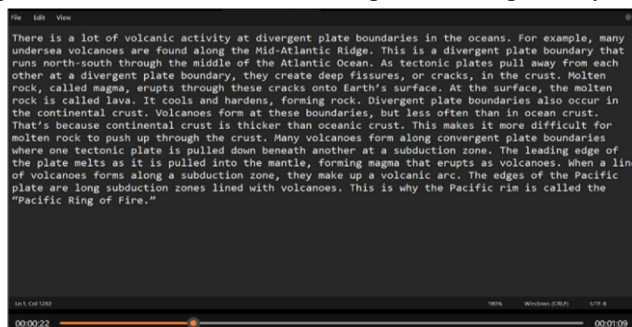 File Edit View
There is a lot of volcanic activity at divergent plate boundaries in the oceans. For example, many
undersea volcanoes are found along the Mid-Atlantic Ridge. This is a divergent plate boundary that
runs north-south through the middle of the Atlantic Ocean. As tectonic plates pull away from each
other at a divergent plate boundary, they create deep fissures, or cracks, in the crust. Molten
rock, called magma, erupts through these cracks onto Earth’s surface. At the surface, the molten
rock is called lava. It cools and hardens, forming rock. Divergent plate boundaries also occur in
the continental crust. Volcanoes form at these boundaries, but less often than in ocean crust.
That’s because continental crust is thicker than oceanic crust. This makes it more difficult for
molten rock to push up through the crust. Many volcanoes form along convergent plate boundaries
where one tectonic plate is pulled down beneath another at a subduction zone. The leading edge of
the plate melts as it is pulled into the mantle, forming magma that erupts as volcanoes. When a line
of volcanoes forms along a subduction zone, they make up a volcanic arc. The edges of the Pacific
plate are long subduction zones lined with volcanoes. This is why the Pacific rim is called the
“Pacific Ring of Fire.”
Ln 1, Col 1292 190% Windows (CRLF) UTF-8
00:00:22 00:01:09